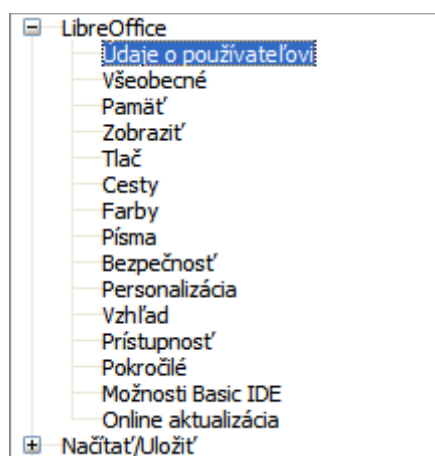 LibreOffice
Údaje o používateľovi
Všeobecné
Pamäť
Zobraziť
Tlač
Cesty
Farby
Písma
Bezpečnosť
Personalizácia
Vzhľad
Prístupnosť
Pokročilé
Možnosti Basic IDE
Online aktualizácia
Načítať/Uložiť